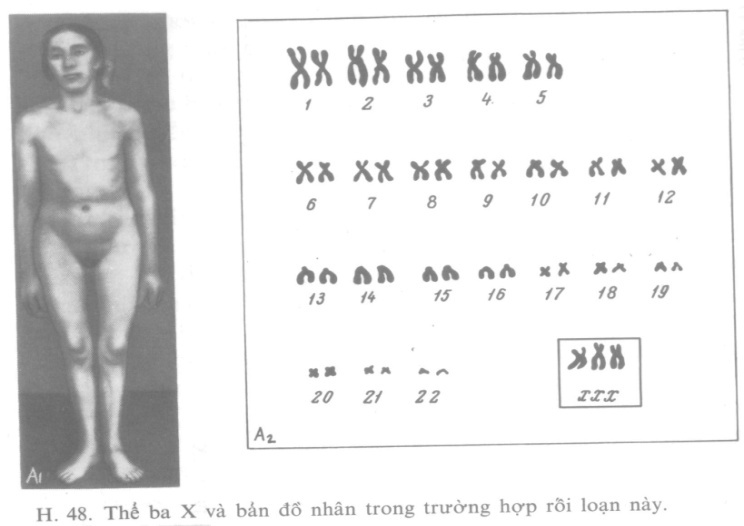 1 2 3 4 5
6 7 8 9 10 11 12
13 14 15 16 17 18 19
20 21 22 xxx
A1 A2
H. 48. Thể ba X và bản đồ nhân trong trường hợp rối loạn này.